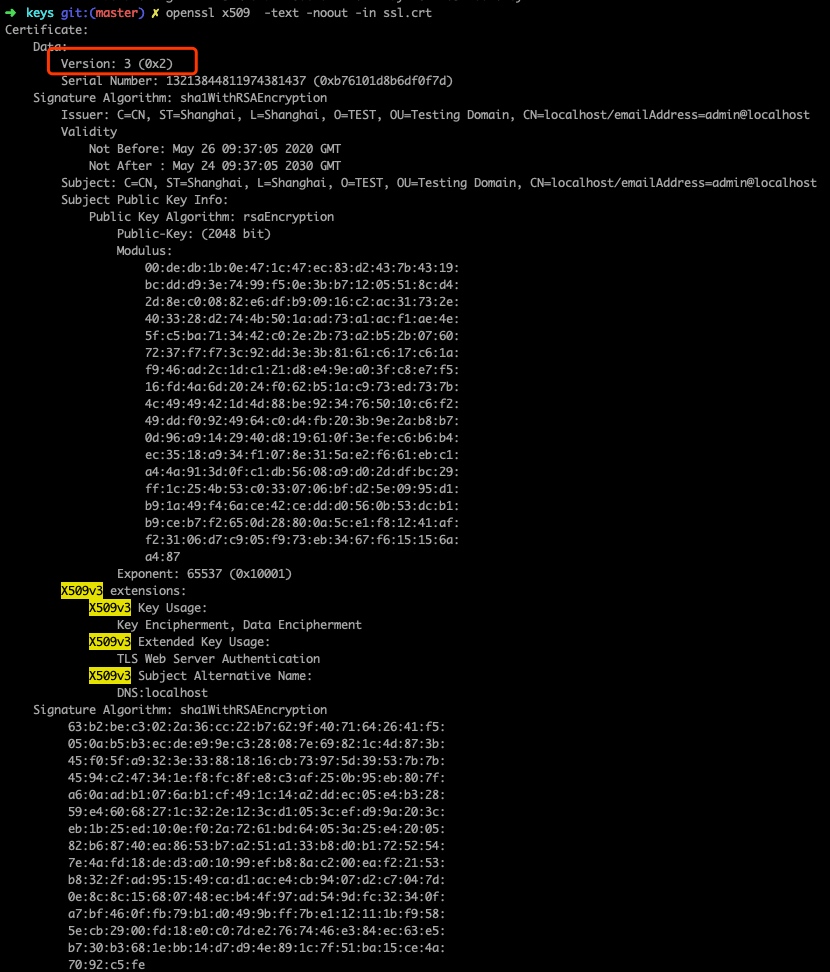 ➜ keys git:(master) ✗ openssl x509 -text -noout -in ssl.crt
Certificate:
Data:
Version: 3 (0x2)
Serial Number: 13213844811974381437 (0xb76101d8b6df0f7d)
Signature Algorithm: sha1WithRSAEncryption
Issuer: C=CN, ST=Shanghai, L=Shanghai, O=TEST, OU=Testing Domain, CN=localhost/emailAddress=admin@localhost
Validity
Not Before: May 26 09:37:05 2020 GMT
Not After : May 24 09:37:05 2030 GMT
Subject: C=CN, ST=Shanghai, L=Shanghai, O=TEST, OU=Testing Domain, CN=localhost/emailAddress=admin@localhost
Subject Public Key Info:
Public Key Algorithm: rsaEncryption
Public-Key: (2048 bit)
Modulus:
00:de:db:1b:0e:47:1c:47:ec:83:d2:43:7b:43:19:
bc:dd:d9:3e:74:99:f5:0e:3b:b7:12:05:51:8c:d4:
2d:8e:c0:08:82:e6:df:b9:09:16:c2:ac:31:73:2e:
40:33:28:d2:74:4b:50:1a:ad:73:a1:ac:f1:ae:4e:
5f:c5:ba:71:34:42:c0:2e:2b:73:a2:b5:2b:07:60:
72:37:f7:f7:3c:92:dd:3e:3b:81:61:c6:17:c6:1a:
f9:46:ad:2c:1d:c1:21:d8:e4:9e:a0:3f:c8:e7:f5:
16:fd:4a:6d:20:24:f0:62:b5:1a:c9:73:ed:73:7b:
4c:49:49:42:1d:4d:88:be:92:34:76:50:10:c6:f2:
49:dd:f0:92:49:64:c0:d4:fb:20:3b:9e:2a:b8:b7:
0d:96:a9:14:29:40:d8:19:61:0f:3e:fe:c6:b6:b4:
ec:35:18:a9:34:f1:07:8e:31:5a:e2:f6:61:eb:c1:
a4:4a:91:3d:0f:c1:db:56:08:a9:d0:2d:df:bc:29:
ff:1c:25:4b:53:c0:33:07:06:bf:d2:5e:09:95:d1:
b9:1a:49:f4:6a:ce:42:ce:dd:d0:56:0b:53:dc:b1:
b9:ce:b7:f2:65:0d:28:80:0a:5c:e1:f8:12:41:af:
f2:31:06:d7:c9:05:f9:73:eb:34:67:f6:15:15:6a:
a4:87
Exponent: 65537 (0x10001)
X509v3 extensions:
X509v3 Key Usage:
Key Encipherment, Data Encipherment
X509v3 Extended Key Usage:
TLS Web Server Authentication
X509v3 Subject Alternative Name:
DNS:localhost
Signature Algorithm: sha1WithRSAEncryption
63:b2:be:c3:02:2a:36:cc:22:b7:62:9f:40:71:64:26:41:f5:
05:0a:b5:b3:ec:de:e9:9e:c3:28:08:7e:69:82:1c:4d:87:3b:
45:f0:5f:a9:32:3e:33:88:18:16:cb:73:97:5d:39:53:7b:7b:
45:94:c2:47:34:1e:f8:fc:8f:e8:c3:af:25:0b:95:eb:80:7f:
a6:0a:ad:b1:07:6a:b1:cf:49:1c:14:a2:dd:ec:05:e4:b3:28:
59:e4:60:68:27:1c:32:2e:12:3c:d1:05:3c:ef:d9:9a:20:3c:
eb:1b:25:ed:10:0e:f0:2a:72:61:bd:64:05:3a:25:e4:20:05:
82:b6:87:40:ea:86:53:b7:a2:51:a1:33:b8:d0:b1:72:52:54:
7e:4a:fd:18:de:d3:a0:10:99:ef:b8:8a:c2:00:ea:f2:21:53:
b8:32:2f:ad:95:15:49:ca:d1:ac:e4:cb:94:07:d2:c7:04:7d:
0e:8c:8c:15:68:07:48:ec:b4:4f:97:ad:54:9d:fc:32:34:0f:
a7:bf:46:0f:fb:79:b1:d0:49:9b:ff:7b:e1:12:11:1b:f9:58:
5e:cb:29:00:fd:18:e0:c0:7d:e2:76:74:46:e3:84:ec:63:e5:
b7:30:b3:68:1e:bb:14:d7:d9:4e:89:1c:7f:51:ba:15:ce:4a:
70:92:c5:fe